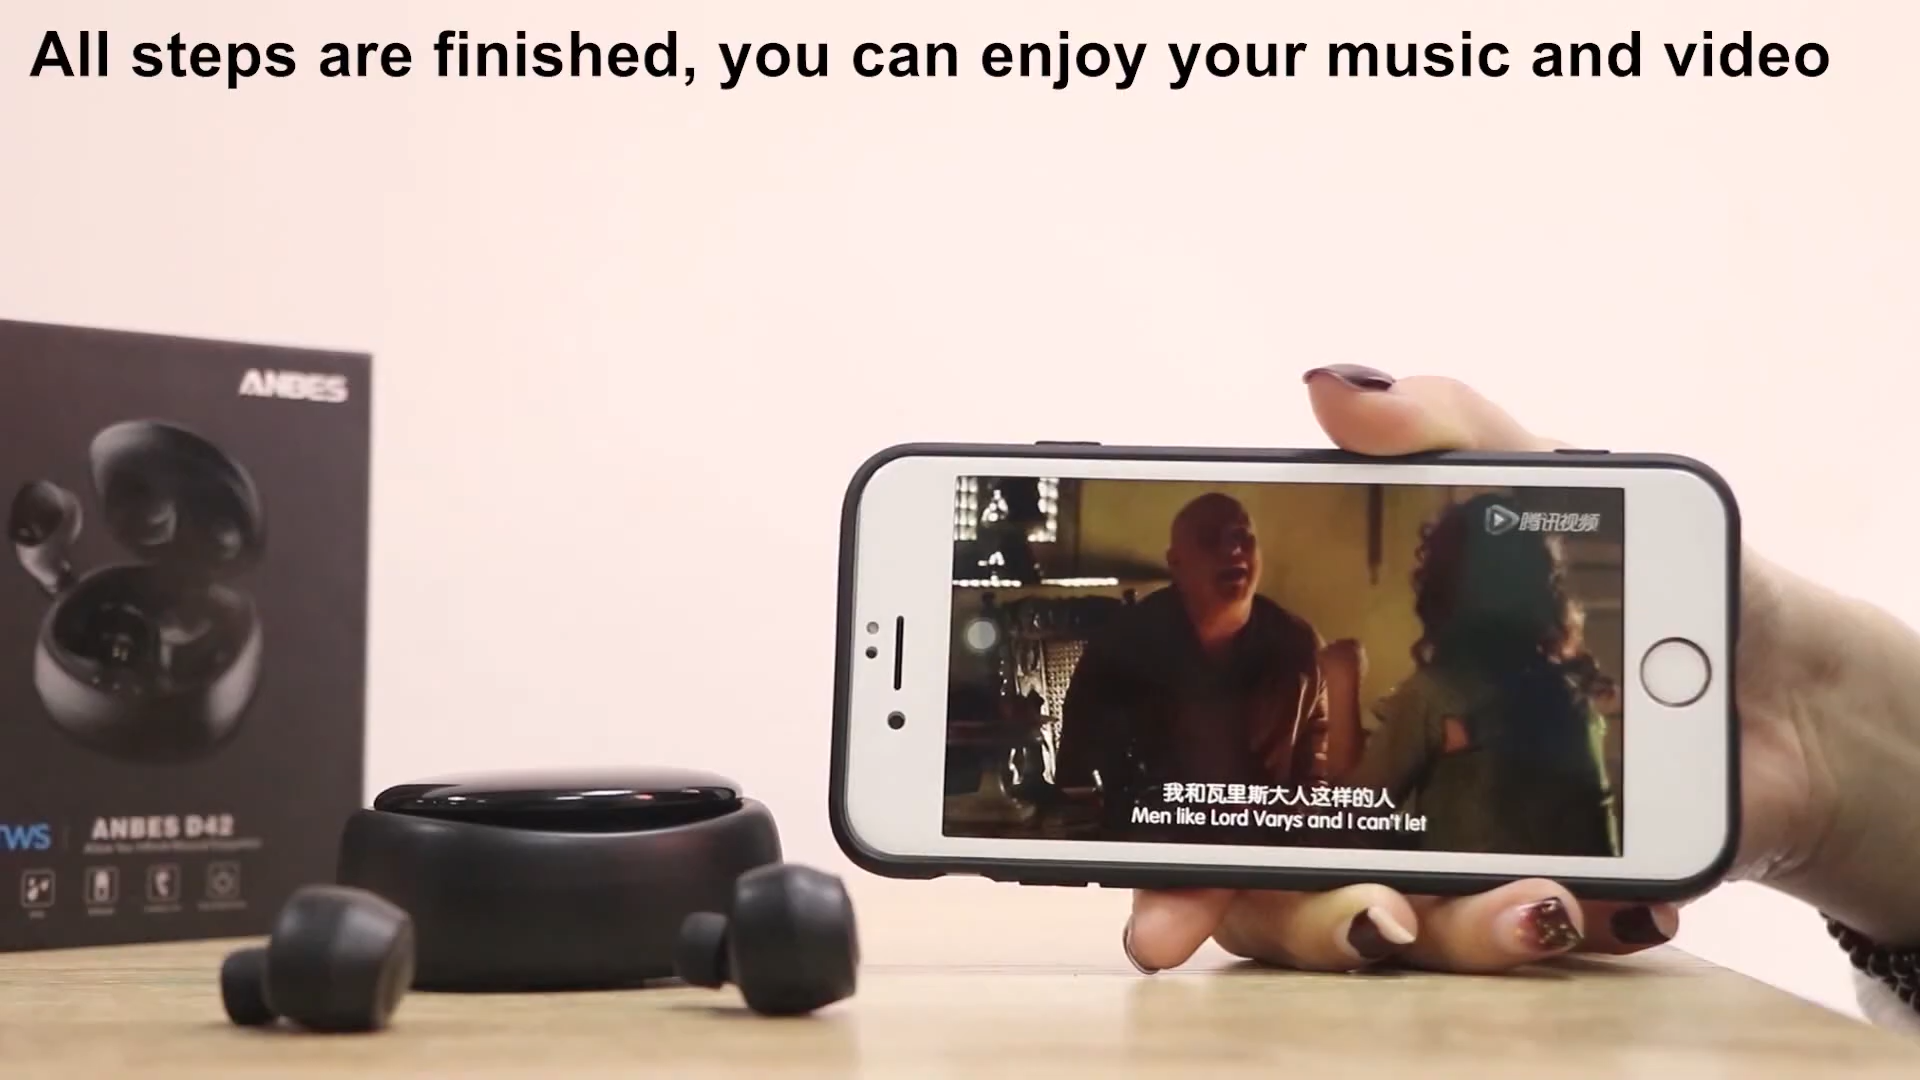 All steps are finished, you can enjoy your music and video
ANBES
腾讯视频
我和瓦里斯大人这样的人
Men like Lord Varys and I can't let
TWS
ANBES D42